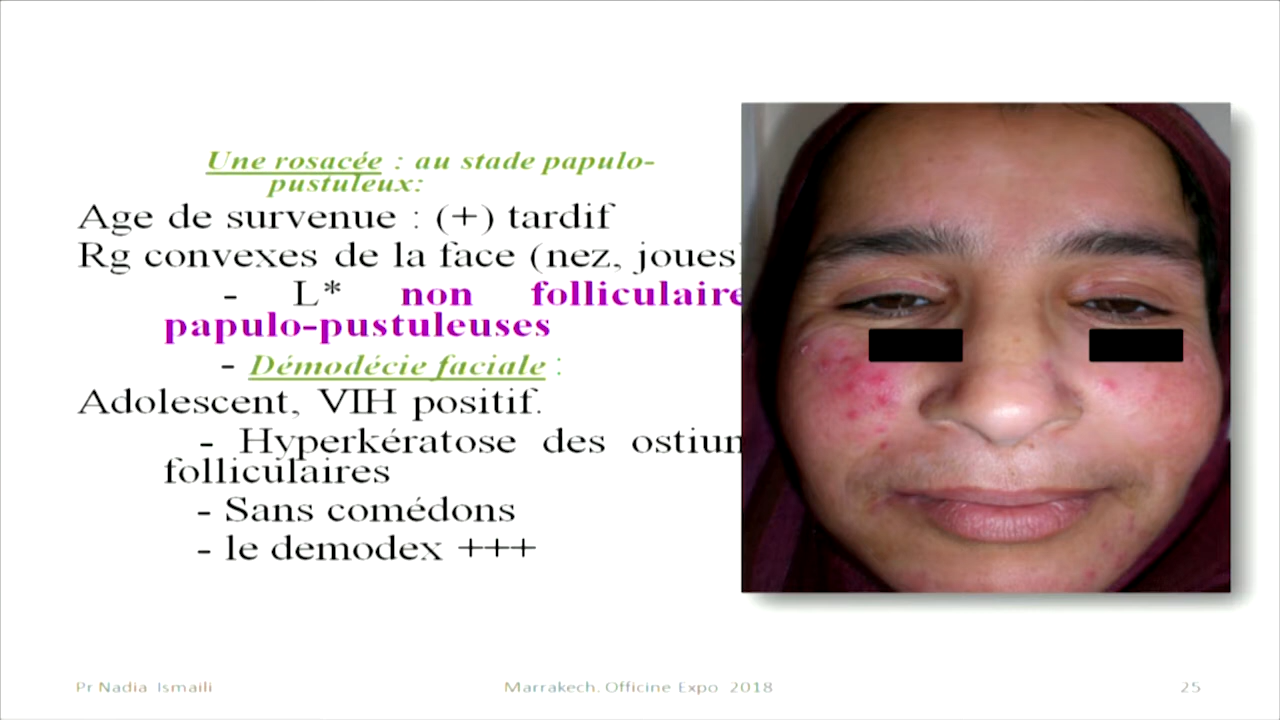 Une rosacée : au stade papulo-
pustuleux:
Age de survenue : (+) tardif
Rg convexes de la face (nez, joues)
- L* non folliculaire
papulo-pustuleuses
- Démodécie faciale :
Adolescent, VIH positif.
- Hyperkératose des ostium
folliculaires
- Sans comédons
- le demodex +++
Pr Nadia Ismaili
Marrakech. Officine Expo 2018
25